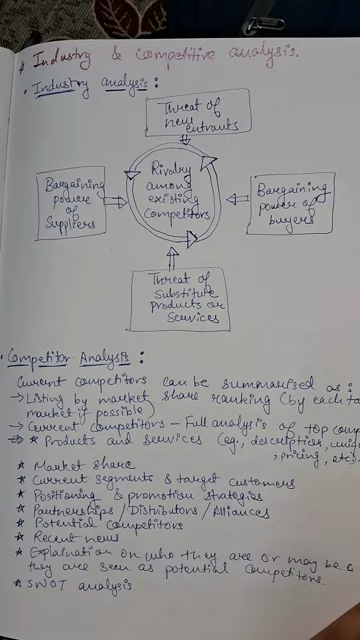 * Industry & Competitive analysis.
• Industry analysis :
Threat of
new
entrants
Bargaining
power
of
Suppliers
Rivalry
among
existing
Competitors
Bargaining
power of
buyers
Threat of
Substitute
Products or
Services
• Competitor Analysis :
Current competitors can be summarised as :
→ Listing by market share ranking (by each
market if possible)
→ Current competitors - Full analysis of top
⇒ * Products and services (eg., description,
, pricing, etc.
* Market share
* Current segments & target customers
* Positioning & promotion strategies
* Partnerships / Distributors / Alliances
* Potential competitors
* Recent news
* Explaination on who they are or may be &
they are seen as potential competitors.
* SWOT analysis